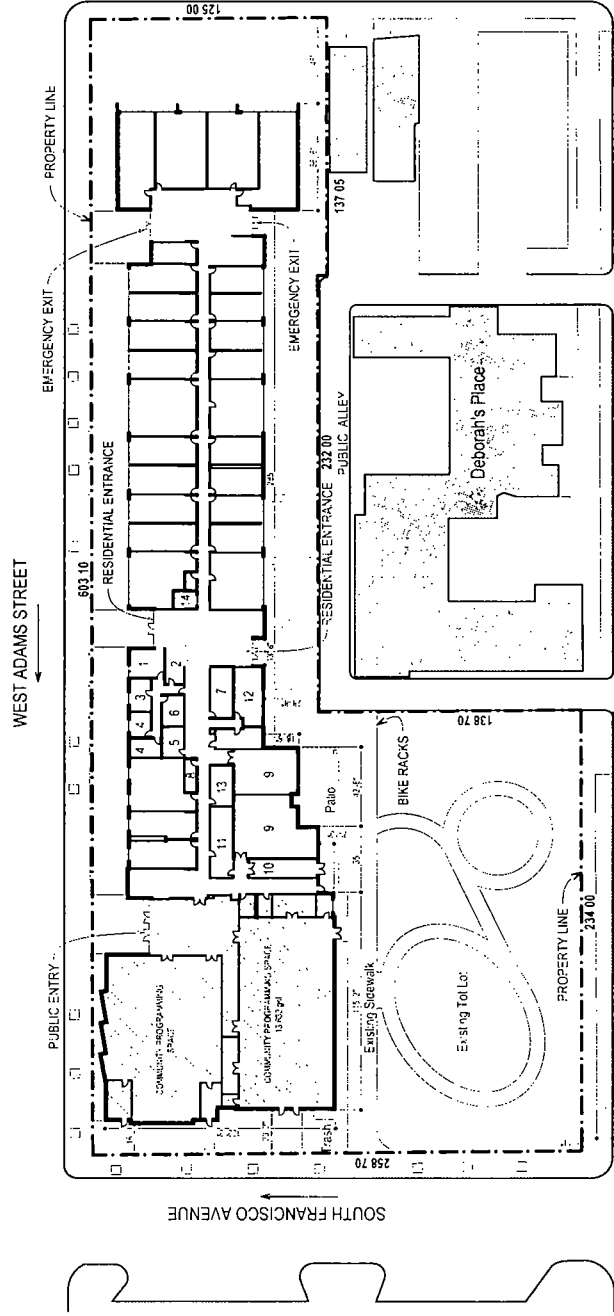 WEST ADAMS STREET
PROPERTY LINE
EMERGENCY EXIT
603 10
125 00
RESIDENTIAL ENTRANCE
PUBLIC ENTRY
1
2
3
4
4
5
6
7
8
9
9
10
11
12
13
14
COMMUNITY PROGRAMMING
SPACE
COMMUNITY PROGRAMMING SPACE
EMERGENCY EXIT
137 05
232 00
PUBLIC ALLEY
RESIDENTIAL ENTRANCE
Deborah's Place
Patio
138 70
BIKE RACKS
Existing Sidewalk
Existing Tot Lot
PROPERTY LINE
234 00
Trash
258 70
SOUTH FRANCISCO AVENUE